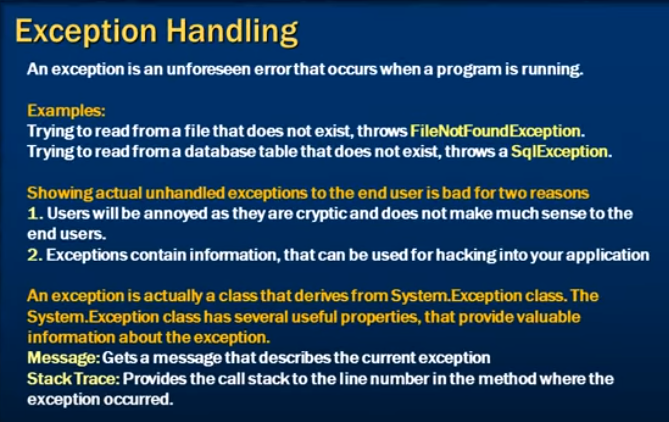 Exception Handling
An exception is an unforeseen error that occurs when a program is running.
Examples:
Trying to read from a file that does not exist, throws FileNotFoundException.
Trying to read from a database table that does not exist, throws a SqlException.
Showing actual unhandled exceptions to the end user is bad for two reasons
1. Users will be annoyed as they are cryptic and does not make much sense to the
end users.
2. Exceptions contain information, that can be used for hacking into your application
An exception is actually a class that derives from System.Exception class. The
System.Exception class has several useful properties, that provide valuable
information about the exception.
Message: Gets a message that describes the current exception
Stack Trace: Provides the call stack to the line number in the method where the
exception occurred.